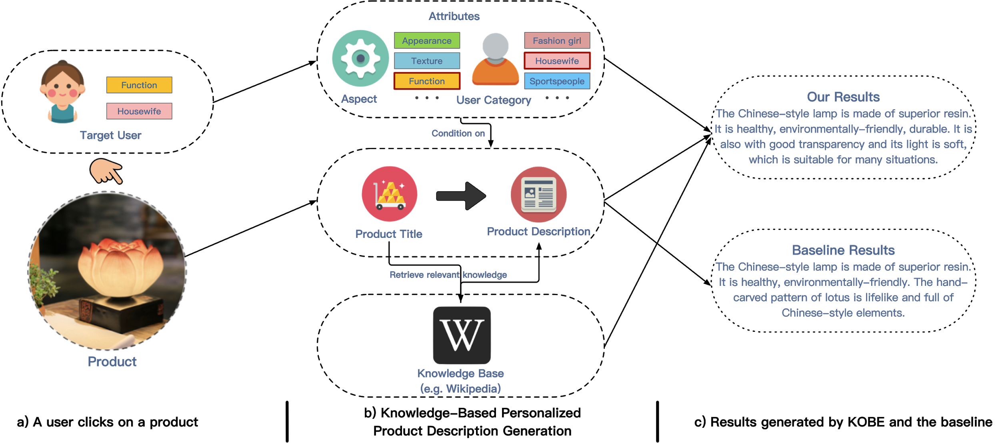 Function
Housewife
Target User
Product
a) A user clicks on a product
Attributes
Appearance
Texture
Function
Aspect
Fashion girl
Housewife
Sportspeople
User Category
Condition on
Product Title
Product Description
Retrieve relevant knowledge
W
Knowledge Base
(e.g. Wikipedia)
b) Knowledge-Based Personalized
Product Description Generation
Our Results
The Chinese-style lamp is made of superior resin.
It is healthy, environmentally-friendly, durable. It is
also with good transparency and its light is soft,
which is suitable for many situations.
Baseline Results
The Chinese-style lamp is made of superior resin.
It is healthy, environmentally-friendly. The hand-
carved pattern of lotus is lifelike and full of
Chinese-style elements.
c) Results generated by KOBE and the baseline